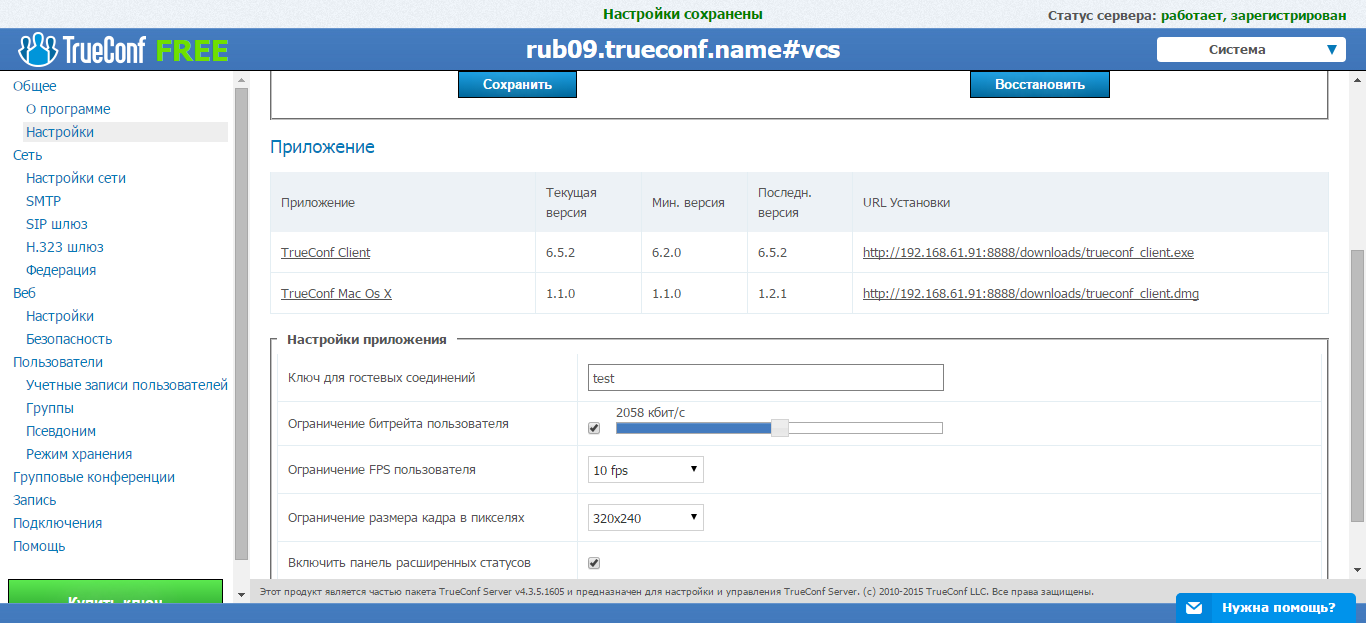 Настройки сохранены
Статус сервера: работает, зарегистрирован
TrueConf FREE
rub09.trueconf.name#vcs
Система
Общее
О программе
Настройки
Сеть
Настройки сети
SMTP
SIP шлюз
H.323 шлюз
Федерация
Веб
Настройки
Безопасность
Пользователи
Учетные записи пользователей
Группы
Псевдоним
Режим хранения
Групповые конференции
Запись
Подключения
Помощь
Купить ключ
Сохранить
Восстановить
Приложение
Приложение
Текущая версия
Мин. версия
Последн. версия
URL Установки
TrueConf Client
6.5.2
6.2.0
6.5.2
http://192.168.61.91:8888/downloads/trueconf_client.exe
TrueConf Mac Os X
1.1.0
1.1.0
1.2.1
http://192.168.61.91:8888/downloads/trueconf_client.dmg
Настройки приложения
Ключ для гостевых соединений
test
Ограничение битрейта пользователя
2058 кбит/с
Ограничение FPS пользователя
10 fps
Ограничение размера кадра в пикселях
320x240
Включить панель расширенных статусов
Этот продукт является частью пакета TrueConf Server v4.3.5.1605 и предназначен для настройки и управления TrueConf Server. (c) 2010-2015 TrueConf LLC. Все права защищены.
Нужна помощь?